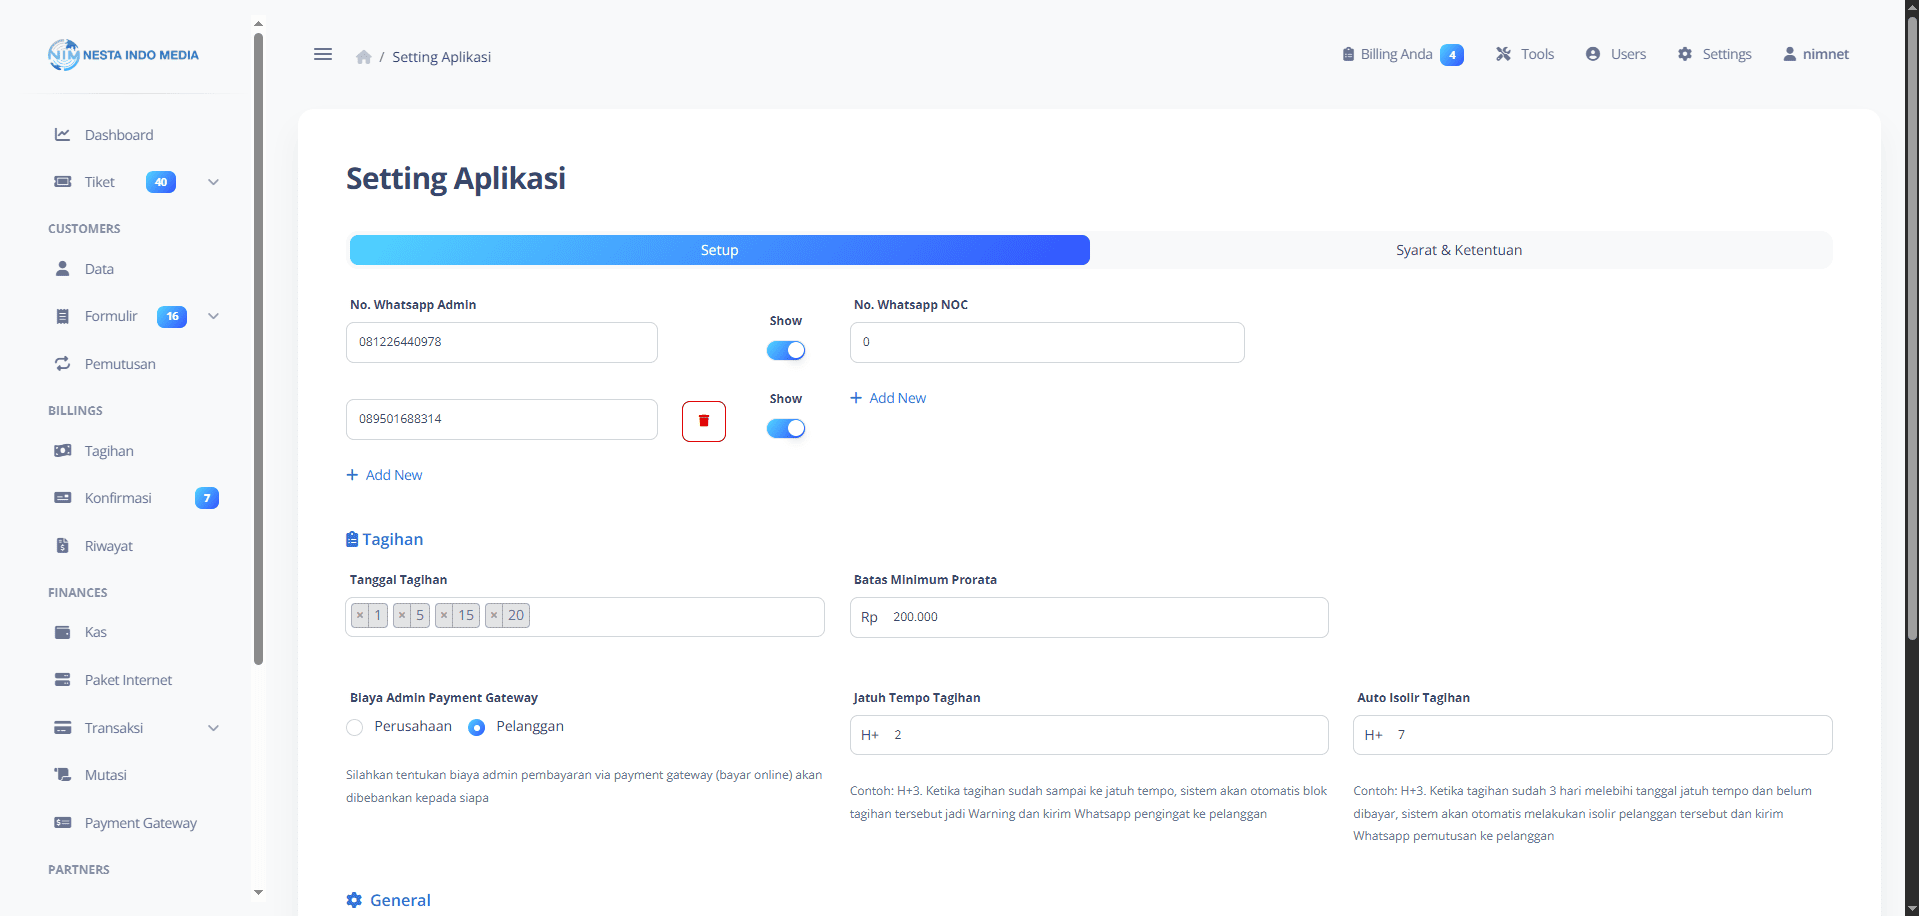 NIM NESTA INDO MEDIA
/ Setting Aplikasi
Billing Anda 4
Tools
Users
Settings
nimnet
Dashboard
Tiket 40
CUSTOMERS
Data
Formulir 16
Pemutusan
BILLINGS
Tagihan
Konfirmasi 7
Riwayat
FINANCES
Kas
Paket Internet
Transaksi
Mutasi
Payment Gateway
PARTNERS
Setting Aplikasi
Setup
Syarat & Ketentuan
No. Whatsapp Admin
081226440978
Show
No. Whatsapp NOC
0
089501688314
Show
+ Add New
+ Add New
Tagihan
Tanggal Tagihan
× 1 × 5 × 15 × 20
Batas Minimum Prorata
Rp 200.000
Biaya Admin Payment Gateway
Perusahaan Pelanggan
Silahkan tentukan biaya admin pembayaran via payment gateway (bayar online) akan
dibebankan kepada siapa
Jatuh Tempo Tagihan
H+ 2
Contoh: H+3. Ketika tagihan sudah sampai ke jatuh tempo, sistem akan otomatis blok
tagihan tersebut jadi Warning dan kirim Whatsapp pengingat ke pelanggan
Auto Isolir Tagihan
H+ 7
Contoh: H+3. Ketika tagihan sudah 3 hari melebihi tanggal jatuh tempo dan belum
dibayar, sistem akan otomatis melakukan isolir pelanggan tersebut dan kirim
Whatsapp pemutusan ke pelanggan
General